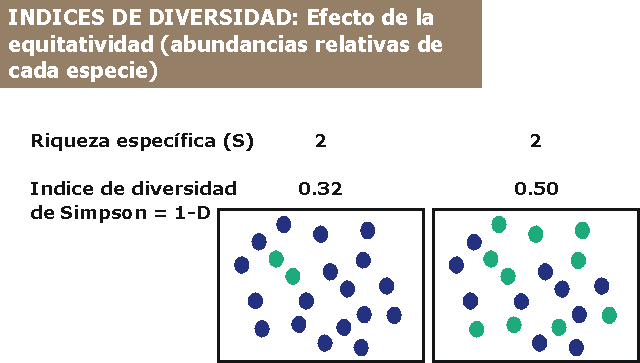 INDICES DE DIVERSIDAD: Efecto de la
equitatividad (abundancias relativas de
cada especie)
Riqueza específica (S) 2 2
Indice de diversidad 0.32 0.50
de Simpson = 1-D